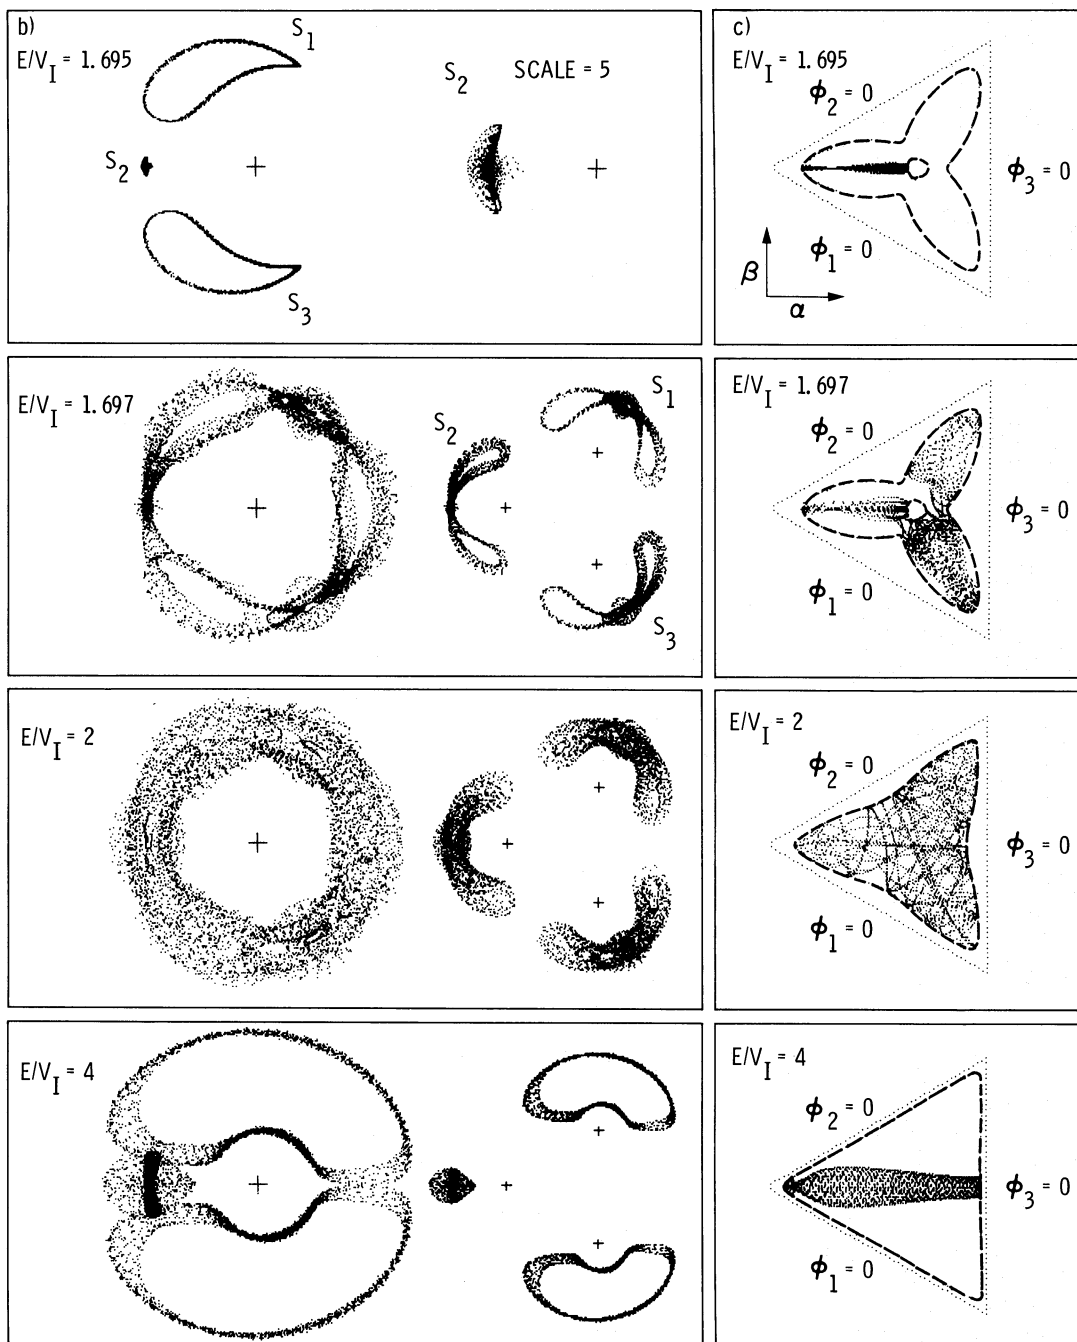 b)
E/V_I = 1.695
S_1
S_2
S_3
S_2
SCALE = 5
c)
E/V_I = 1.695
ϕ_2 = 0
ϕ_3 = 0
ϕ_1 = 0
β
α
E/V_I = 1.697
S_2
S_1
S_3
E/V_I = 1.697
ϕ_2 = 0
ϕ_3 = 0
ϕ_1 = 0
E/V_I = 2
E/V_I = 2
ϕ_2 = 0
ϕ_3 = 0
ϕ_1 = 0
E/V_I = 4
E/V_I = 4
ϕ_2 = 0
ϕ_3 = 0
ϕ_1 = 0